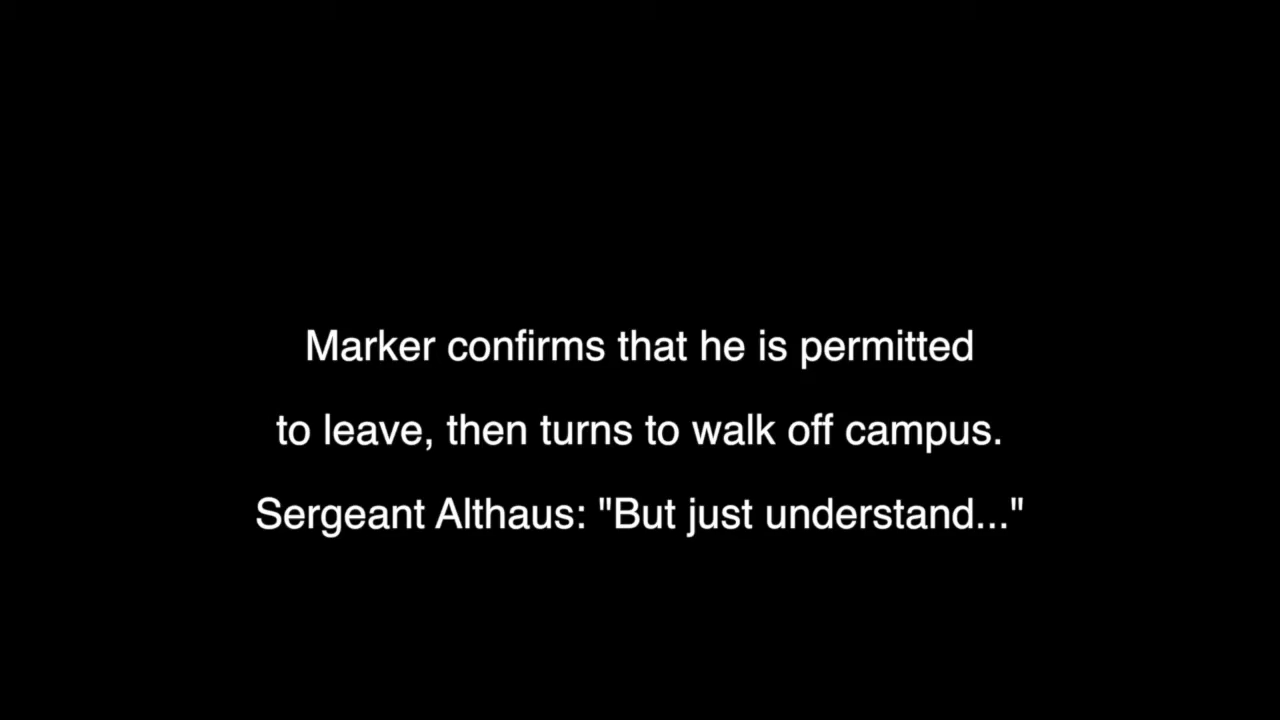 Marker confirms that he is permitted
to leave, then turns to walk off campus.
Sergeant Althaus: "But just understand..."